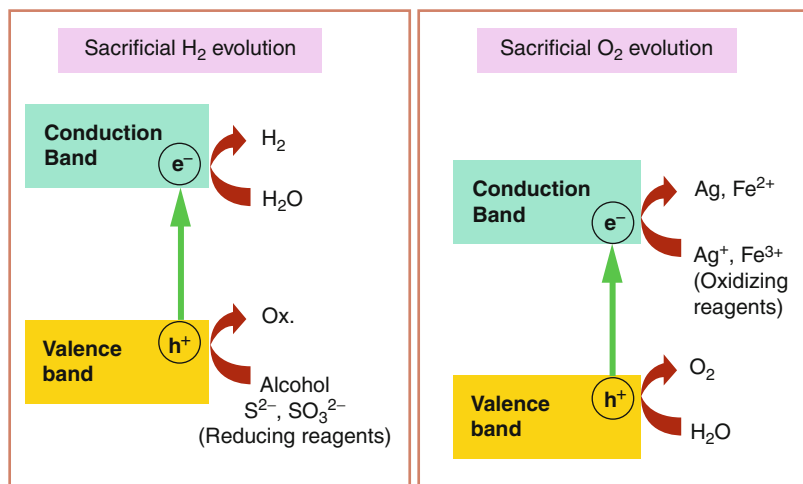 Sacrificial H₂ evolution
Conduction
Band
e⁻
H₂
H₂O
Valence
band
h⁺
Ox.
Alcohol
S²⁻, SO₃²⁻
(Reducing reagents)
Sacrificial O₂ evolution
Conduction
Band
e⁻
Ag, Fe²⁺
Ag⁺, Fe³⁺
(Oxidizing
reagents)
Valence
band
h⁺
O₂
H₂O